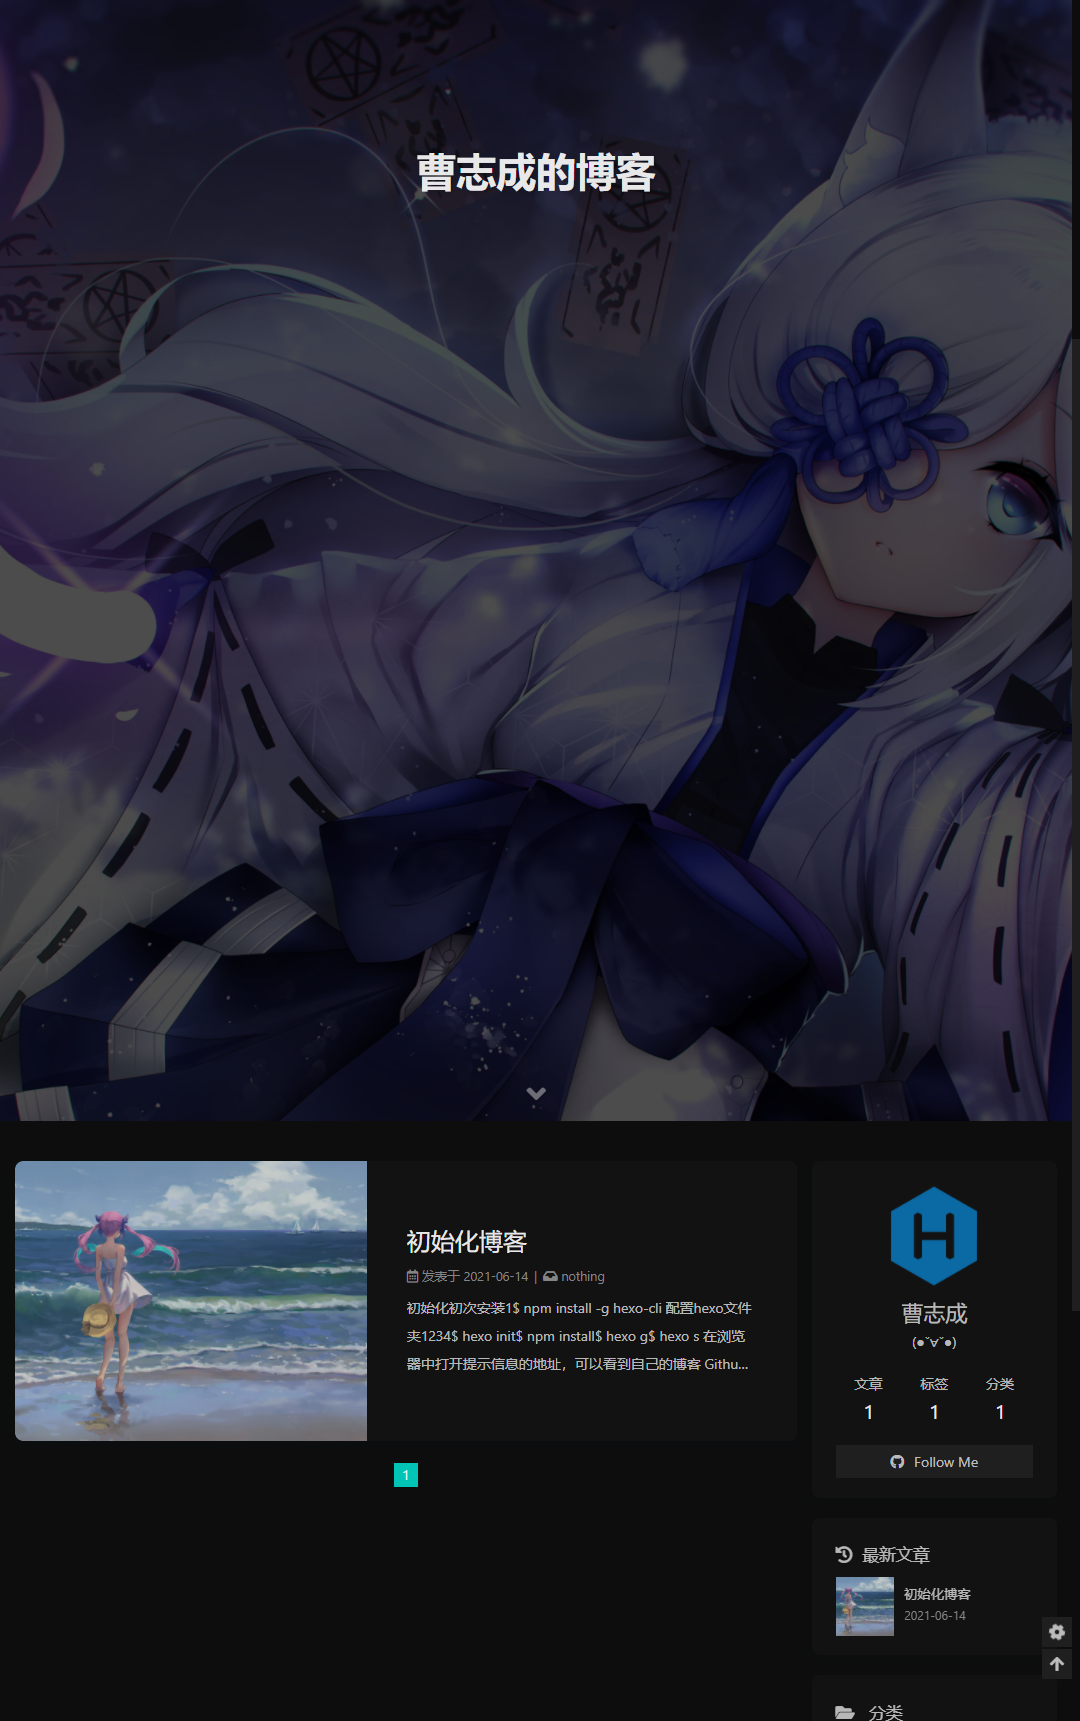 曹志成的博客
初始化博客
发表于 2021-06-14 | nothing
初始化初次安装1$ npm install -g hexo-cli 配置hexo文件
夹1234$ hexo init$ npm install$ hexo g$ hexo s 在浏览
器中打开提示信息的地址，可以看到自己的博客 Githu...
1
H
曹志成
(●ˇ∀ˇ●)
文章 标签 分类
1 1 1
Follow Me
最新文章
初始化博客
2021-06-14
分类